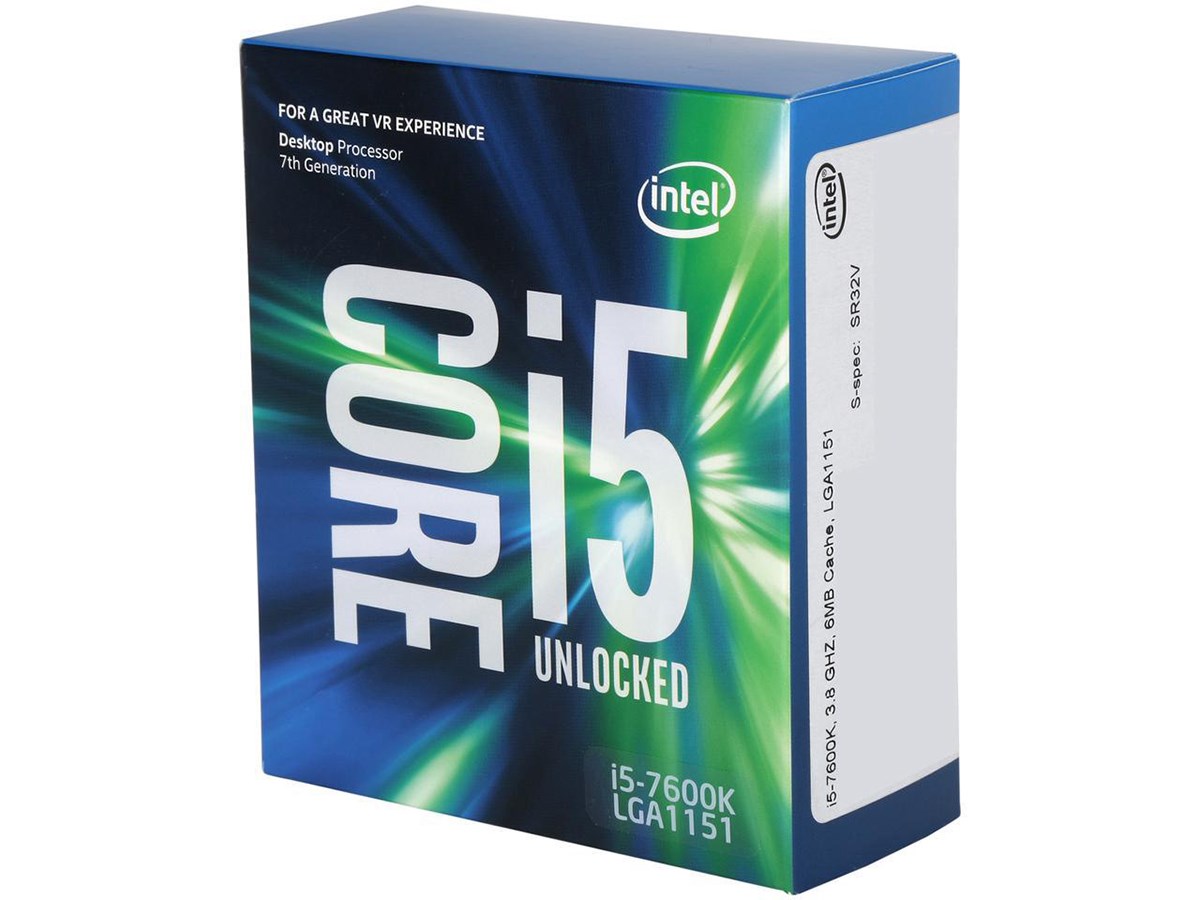 FOR A GREAT VR EXPERIENCE
Desktop Processor
7th Generation
intel®
CORE
i5
UNLOCKED
i5-7600K
LGA1151
intel®
S-spec: SR32V
i5-7600K, 3.8 GHZ, 6MB Cache, LGA1151